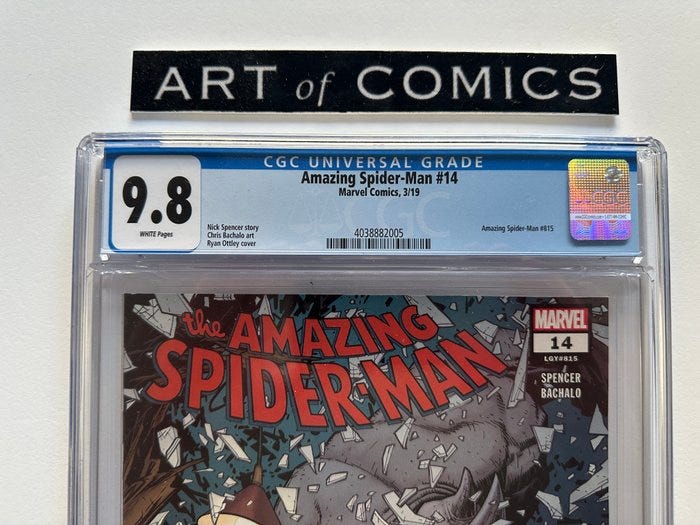 ART of COMICS
CGC UNIVERSAL GRADE
9.8
WHITE Pages
Amazing Spider-Man #14
Marvel Comics, 3/19
Nick Spencer story
Chris Bachalo art
Ryan Ottley cover
4038882005
Amazing Spider-Man #815
CGC
the AMAZING
SPIDER-MAN
MARVEL
14
LGY#815
SPENCER
BACHALO